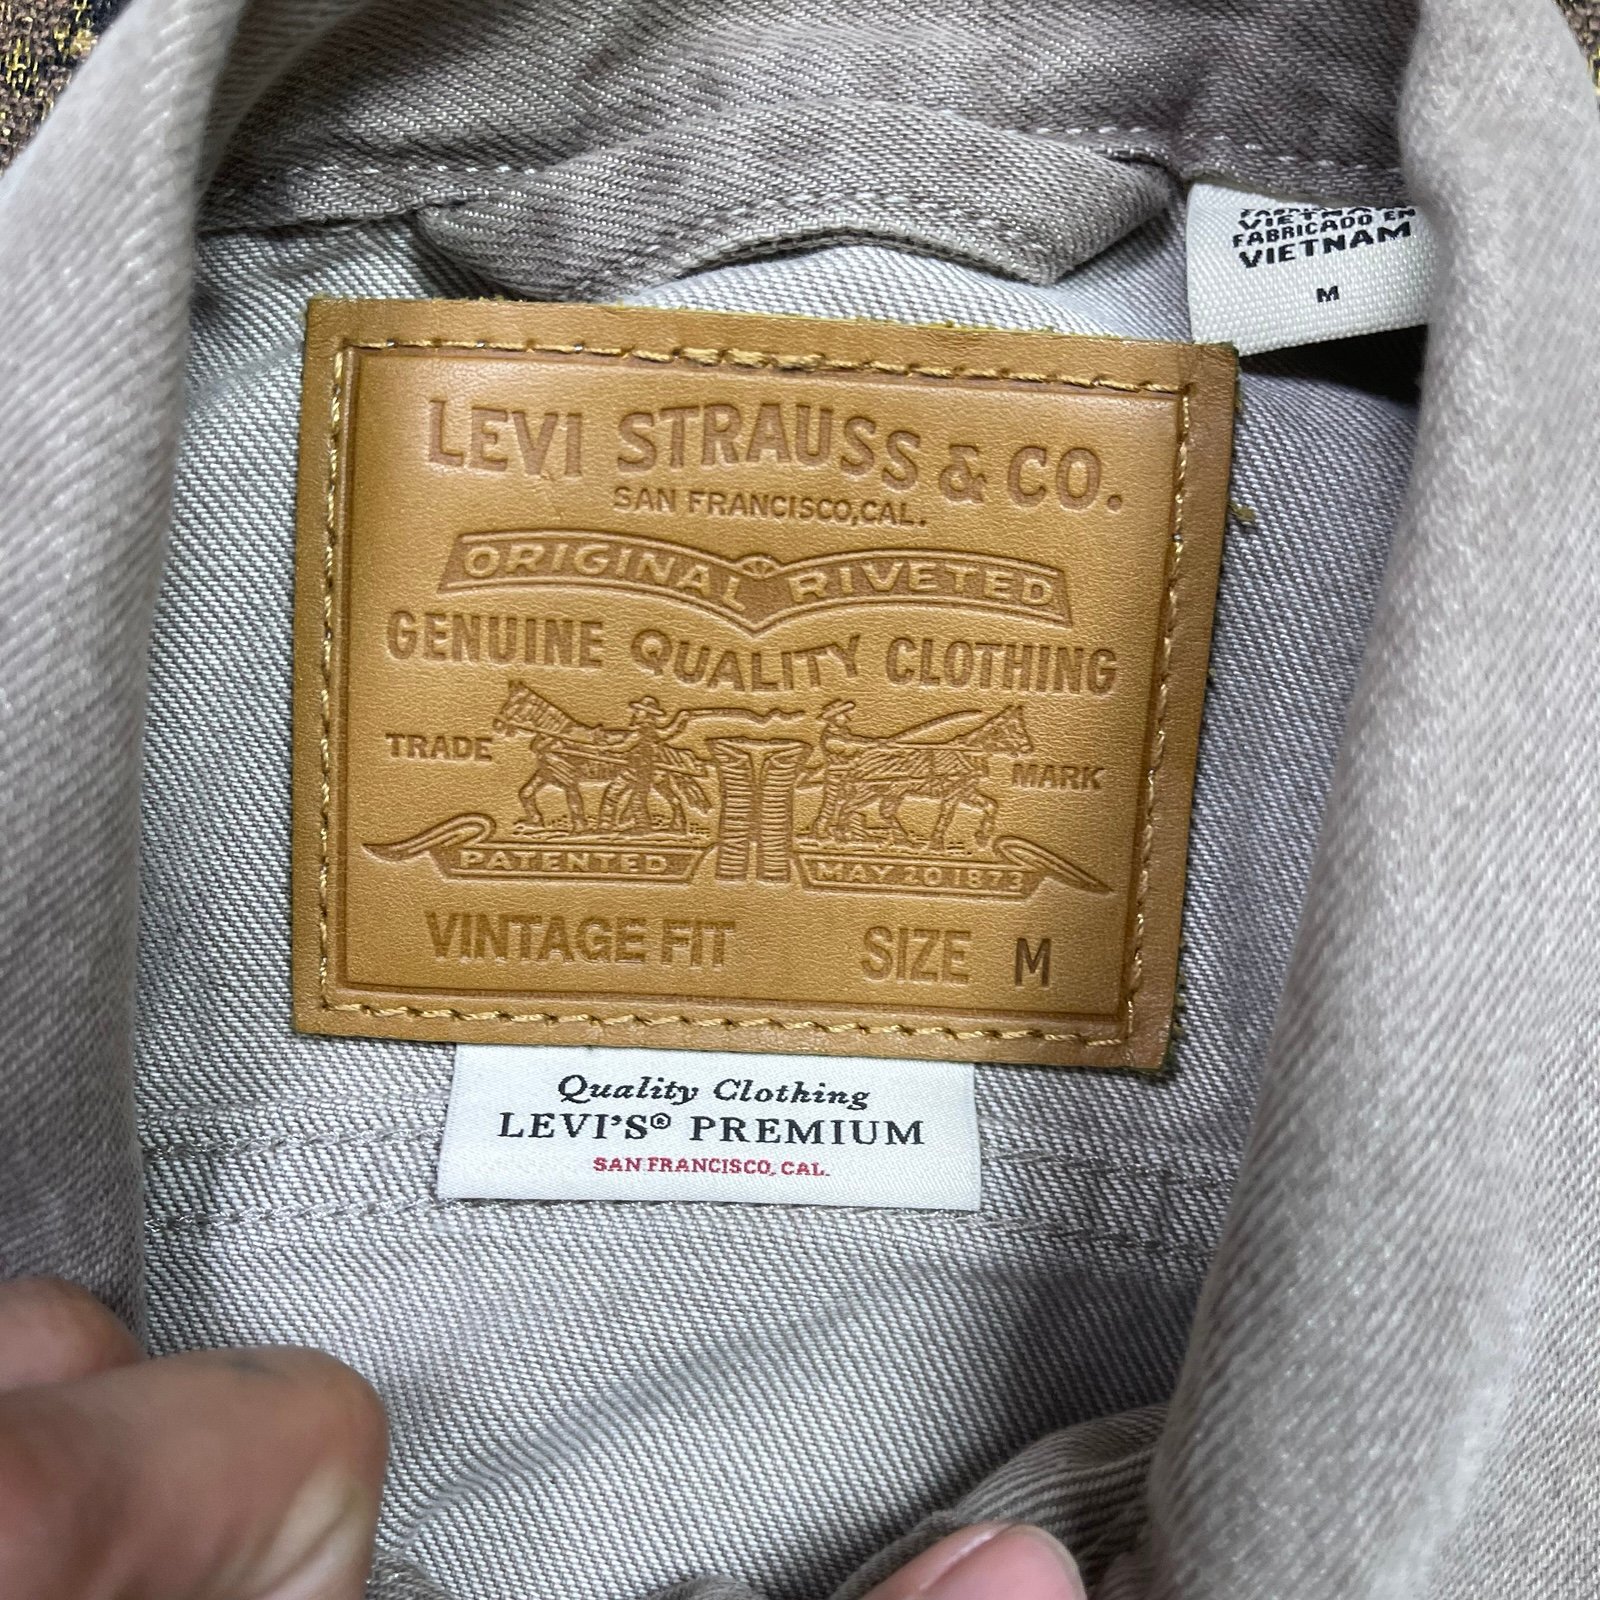 VIETNAM
FABRICADO EN
VIETNAM
M
LEVI STRAUSS & CO.
SAN FRANCISCO, CAL.
ORIGINAL RIVETED
GENUINE QUALITY CLOTHING
TRADE MARK
PATENTED MAY 20 1873
VINTAGE FIT SIZE M
Quality Clothing
LEVI'S® PREMIUM
SAN FRANCISCO, CAL.